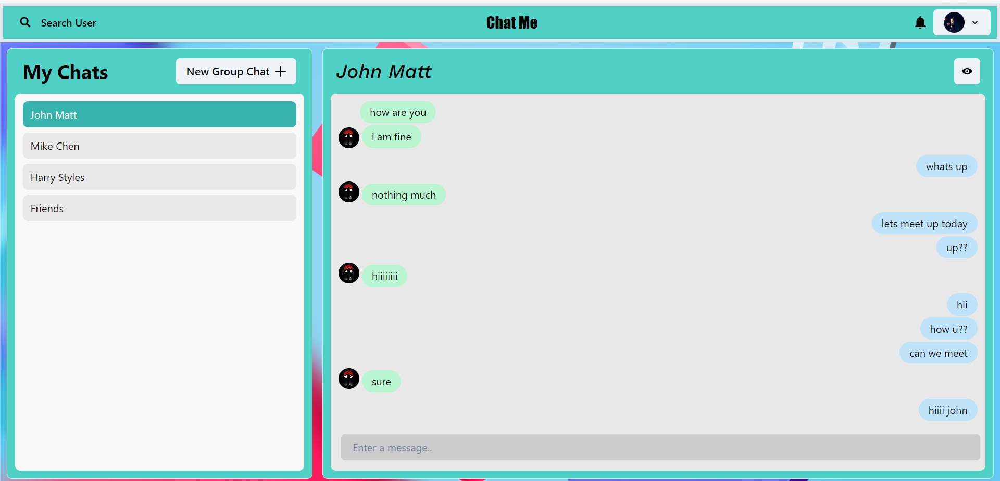 Search User
Chat Me
My Chats
New Group Chat
John Matt
Mike Chen
Harry Styles
Friends
John Matt
how are you
i am fine
whats up
nothing much
lets meet up today
up??
hiiiiiiii
hii
how u??
can we meet
sure
hiiii john
Enter a message..